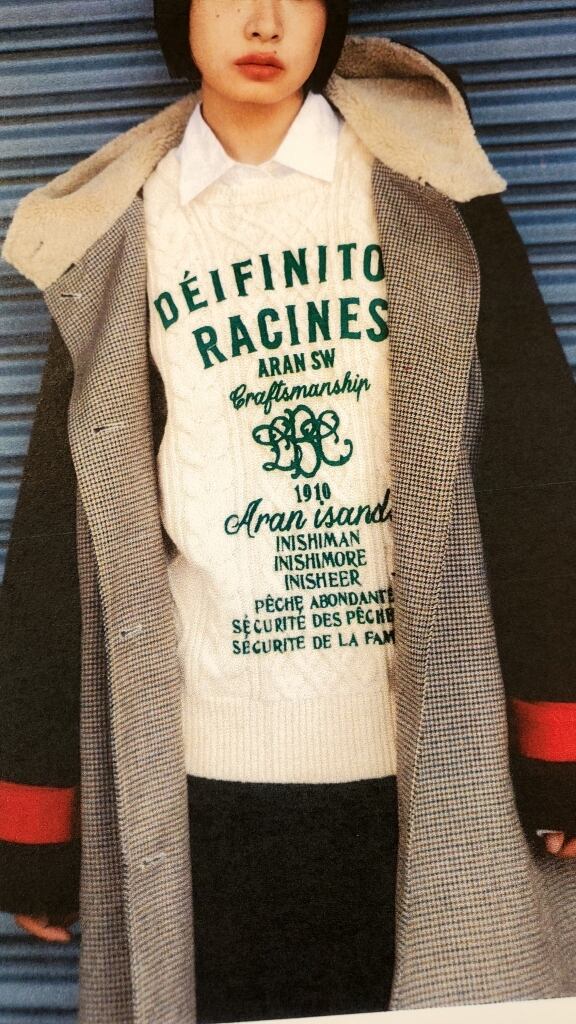 DÉIFINITO
RACINES
ARAN SW
Craftsmanship
1910
Aran isand
INISHIMAN
INISHIMORE
INISHEER
PÊCHE ABONDANTE
SÉCURITÉ DES PÊCHE
SÉCURITÉ DE LA FAM